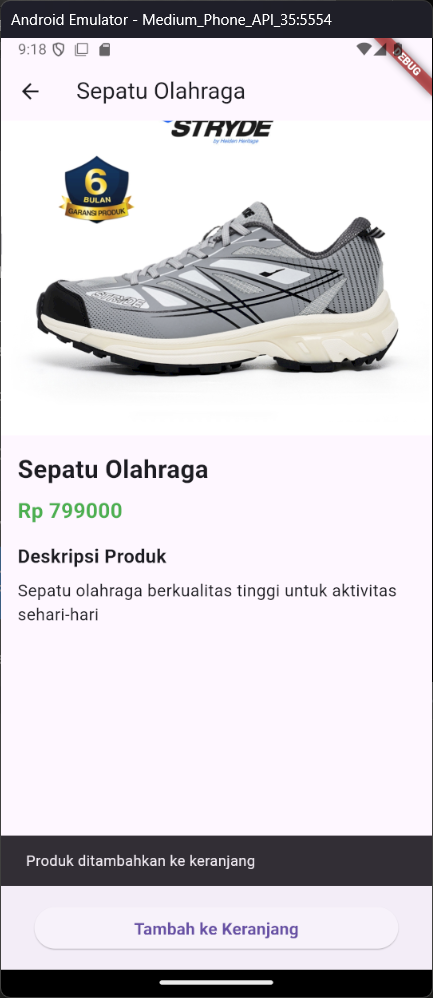 Android Emulator - Medium_Phone_API_35:5554
9:18
DEBUG
Sepatu Olahraga
STRYDE
by Heiden Heritage
6
BULAN
GARANSI PRODUK
Sepatu Olahraga
Rp 799000
Deskripsi Produk
Sepatu olahraga berkualitas tinggi untuk aktivitas
sehari-hari
Produk ditambahkan ke keranjang
Tambah ke Keranjang